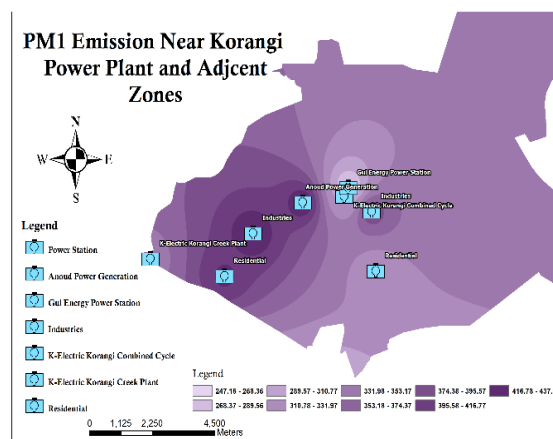 PM1 Emission Near Korangi
Power Plant and Adjcent
Zones
N
W E
S
Gul Energy Power Station
Anoud Power Generation
Industries
K-Electric Korangi Combined Cycle
Industries
K-Electric Korangi Creek Plant
Residential
Residential
Legend
Power Station
Anoud Power Generation
Gul Energy Power Station
Industries
K-Electric Korangi Combined Cycle
K-Electric Korangi Creek Plant
Residential
Legend
247.16 - 268.36 289.57 - 310.77 331.98 - 353.17 374.38 - 395.57 416.78 - 437.
268.37 - 289.56 310.78 - 331.97 353.18 - 374.37 395.58 - 416.77
0 1,125 2,250 4,500
Meters